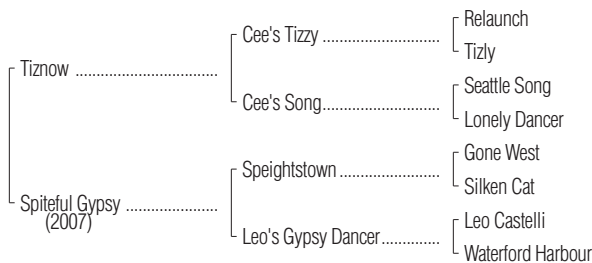 Relaunch
Cee's Tizzy ..............................
Tizly
Tiznow ....................................
Seattle Song
Cee's Song..............................
Lonely Dancer
Gone West
Speightstown ..........................
Silken Cat
Spiteful Gypsy .......................
(2007)
Leo Castelli
Leo's Gypsy Dancer...............
Waterford Harbour